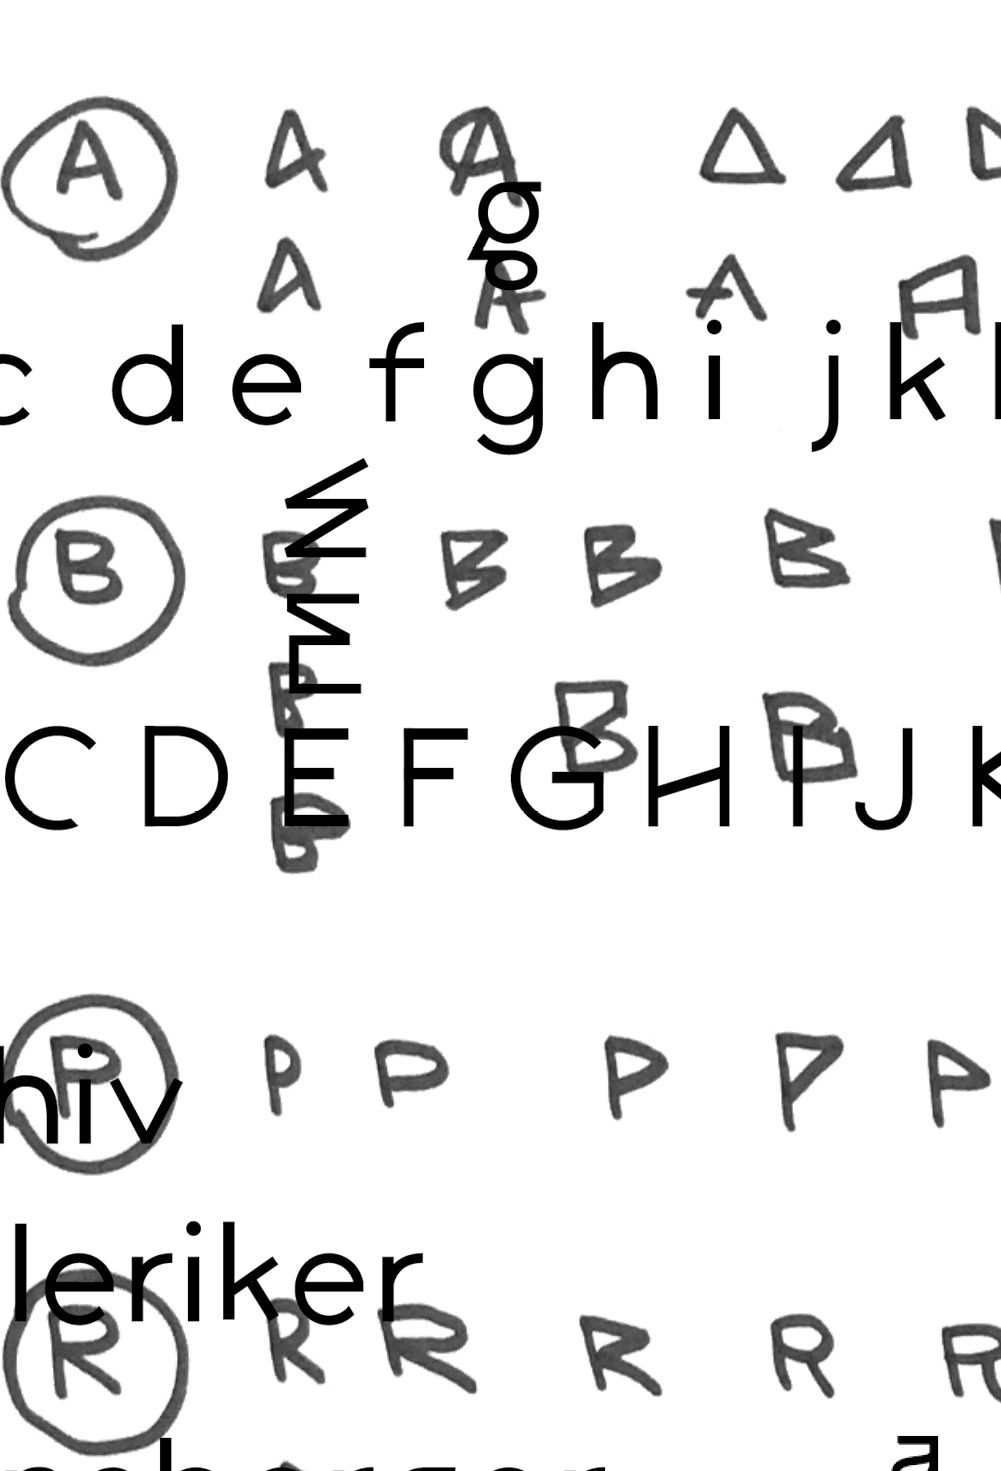 A A A
g
A A A A
c d e f g h i j k
B B B B B
M
N
E
B B B
C D E F G H I J K
B
P P P P P P
hiv
leriker
R R R R R R